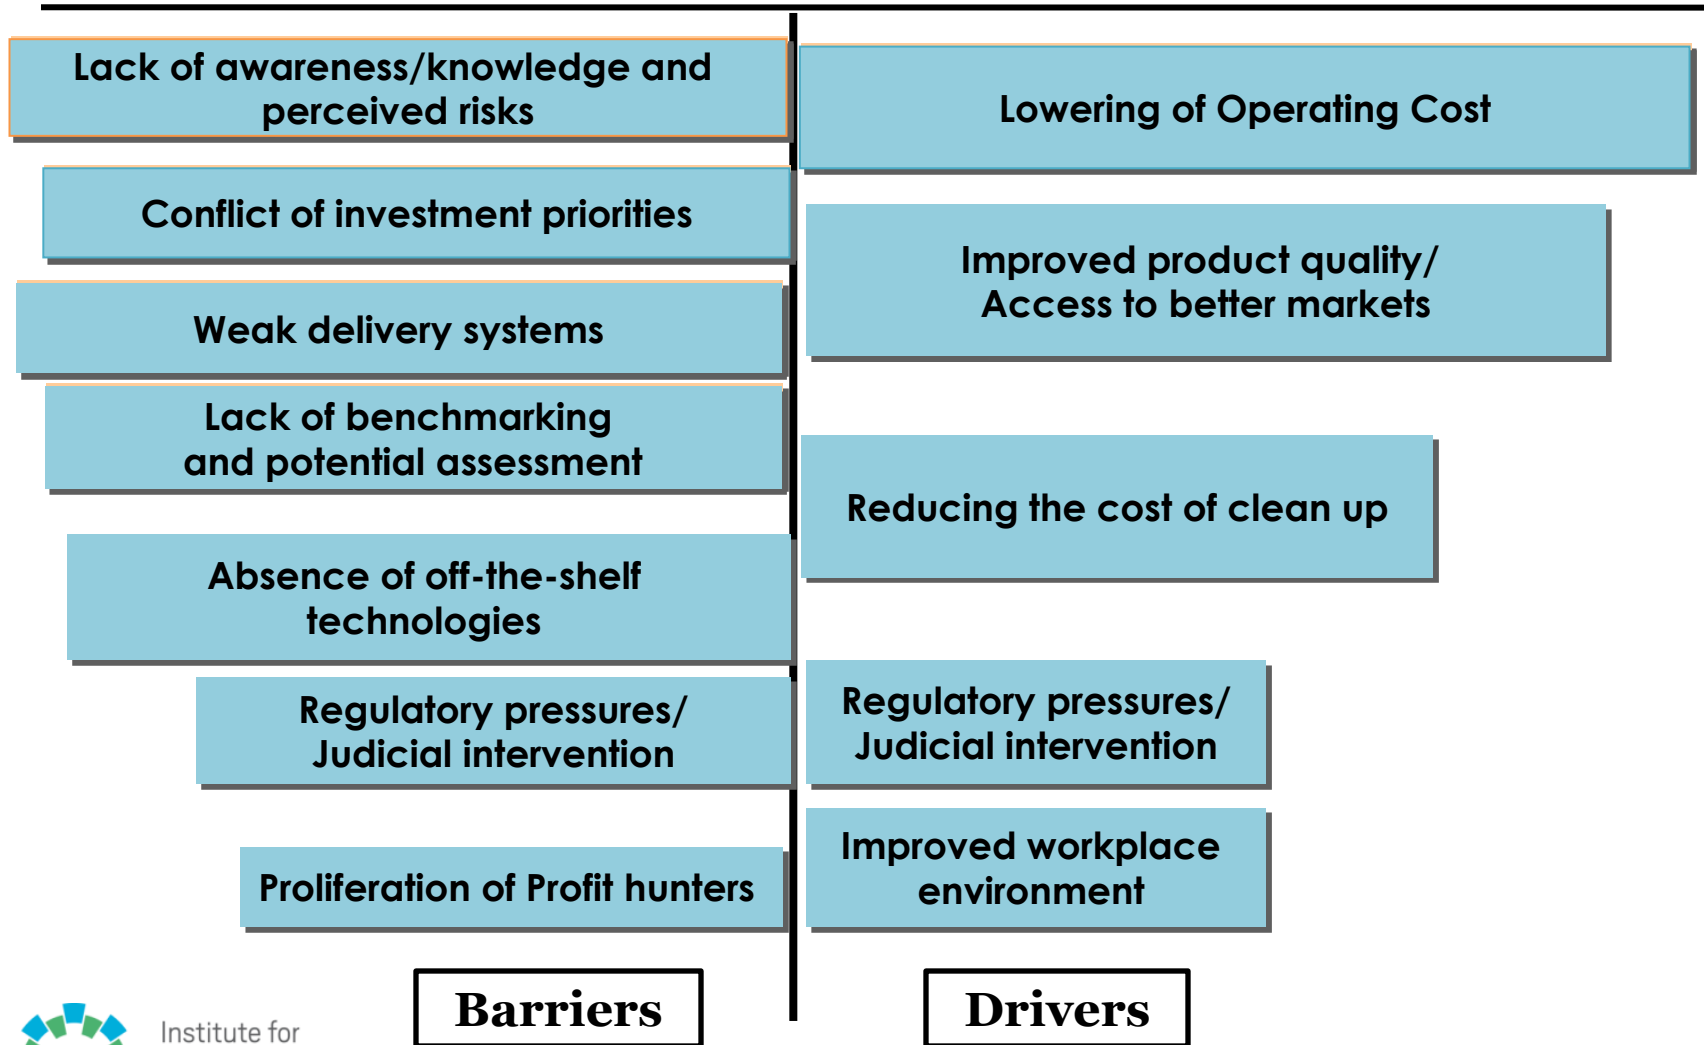 Lack of awareness/knowledge and
perceived risks
Conflict of investment priorities
Weak delivery systems
Lack of benchmarking
and potential assessment
Absence of off-the-shelf
technologies
Regulatory pressures/
Judicial intervention
Proliferation of Profit hunters
Barriers
Lowering of Operating Cost
Improved product quality/
Access to better markets
Reducing the cost of clean up
Regulatory pressures/
Judicial intervention
Improved workplace
environment
Drivers
Institute for